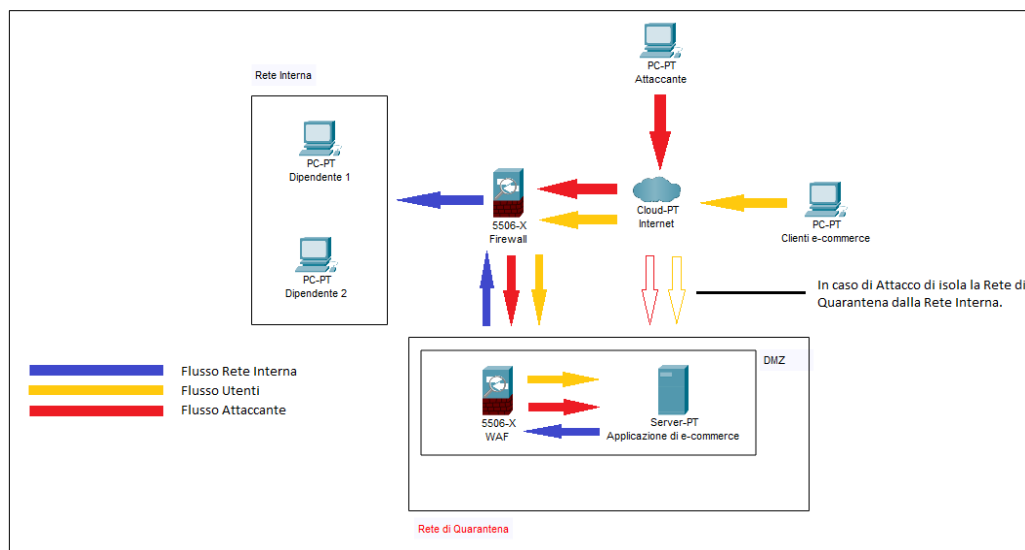 PC-PT
Attaccante
Rete Interna
PC-PT
Dipendente 1
5506-X
Firewall
Cloud-PT
Internet
PC-PT
Clienti e-commerce
PC-PT
Dipendente 2
In caso di Attacco di isola la Rete di
Quarantena dalla Rete Interna.
DMZ
Flusso Rete Interna
Flusso Utenti
Flusso Attaccante
5506-X
WAF
Server-PT
Applicazione di e-commerce
Rete di Quarantena